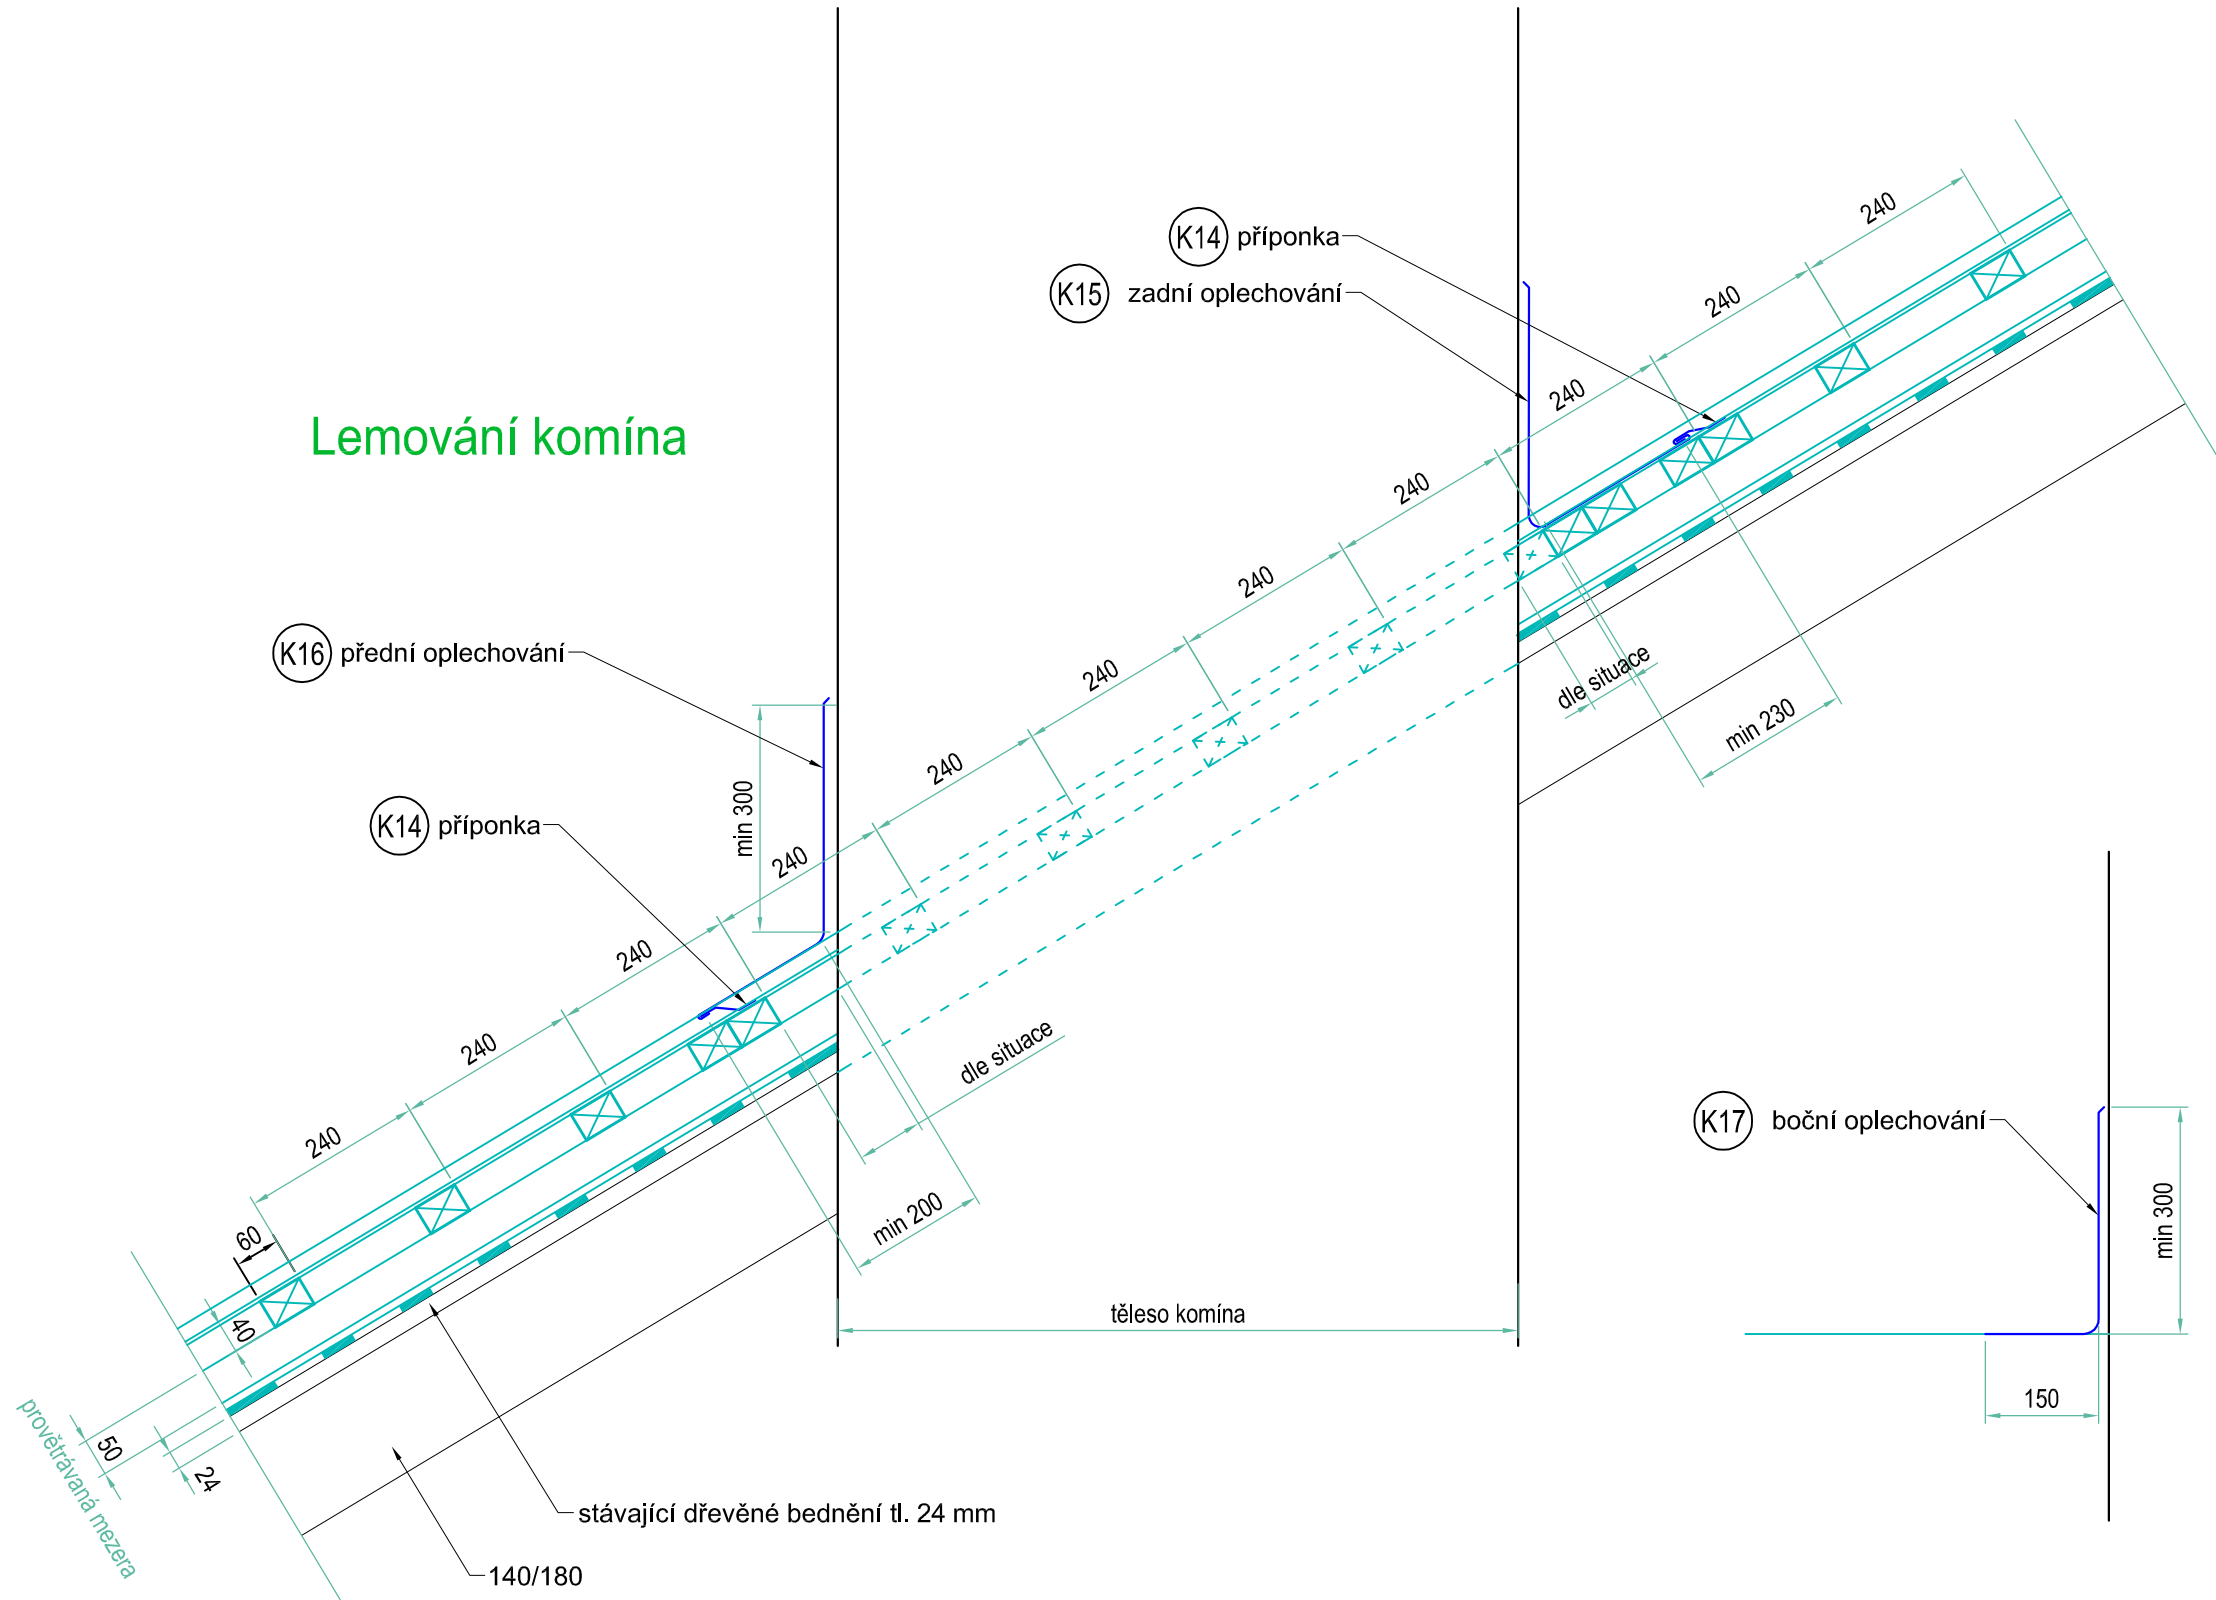 240
K14 příponka
240
K15 zadní oplechování
240
Lemování komína
240
240
K16 přední oplechování
dle situace
240
min 230
240
min 300
K14 příponka
240
240
dle situace
240
K17 boční oplechování
240
min 200
min 300
60
těleso komína
40
150
provětrávaná mezera
50
24
stávající dřevěné bednění tl. 24 mm
140/180